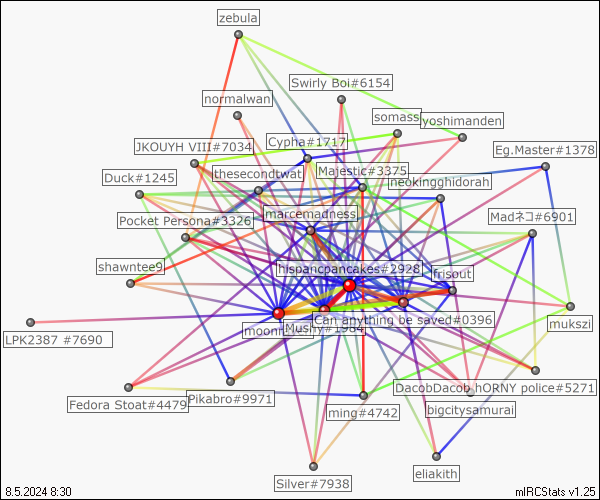 zebula
Swirly Boi#6154
normalwan
somass
yoshimanden
Cypha#1717
JKOUYH VIII#7034
Eg.Master#1378
Majestic#3375
thesecondtwat
Duck#1245
neokingghidorah
marcemadness
Pocket Persona#3326
Madネコ#6901
shawntee9
hispancpancakes#2928
frisout
Can anything be saved#0396
Mushy#1984
mukszi
LPK2387 #7690
DacobDacob
hORNY police#5271
Fedora Stoat#4479
Pikabro#9971
ming#4742
bigcitysamurai
eliakith
Silver#7938
8.5.2024 8:30
mIRCStats v1.25